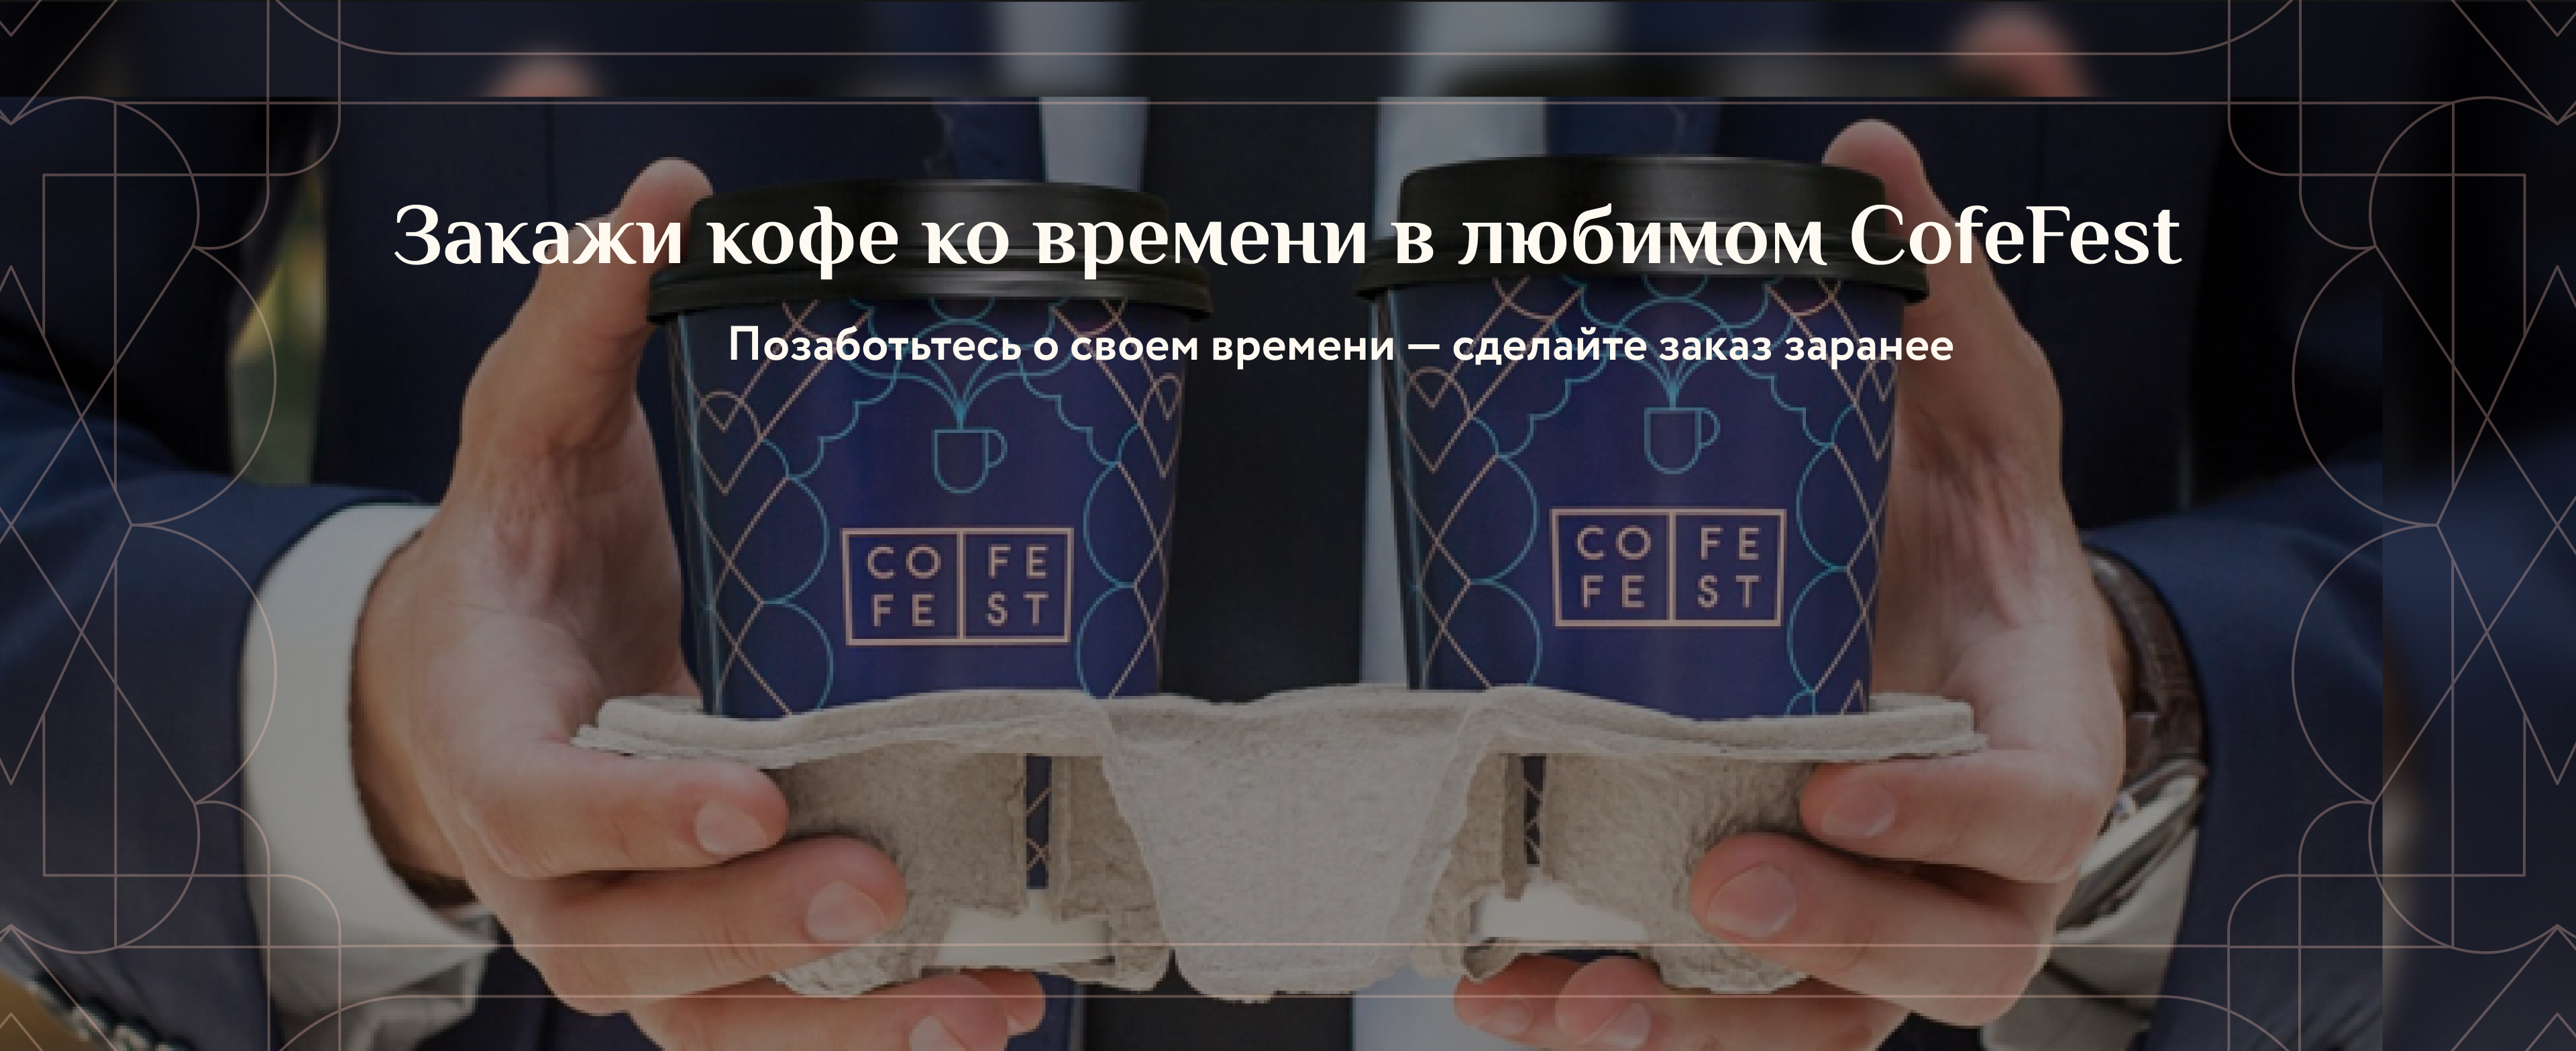 Закажи кофе ко времени в любимом CofeFest
Позаботьтесь о своем времени — сделайте заказ заранее
CO FE
FE ST
CO FE
FE ST